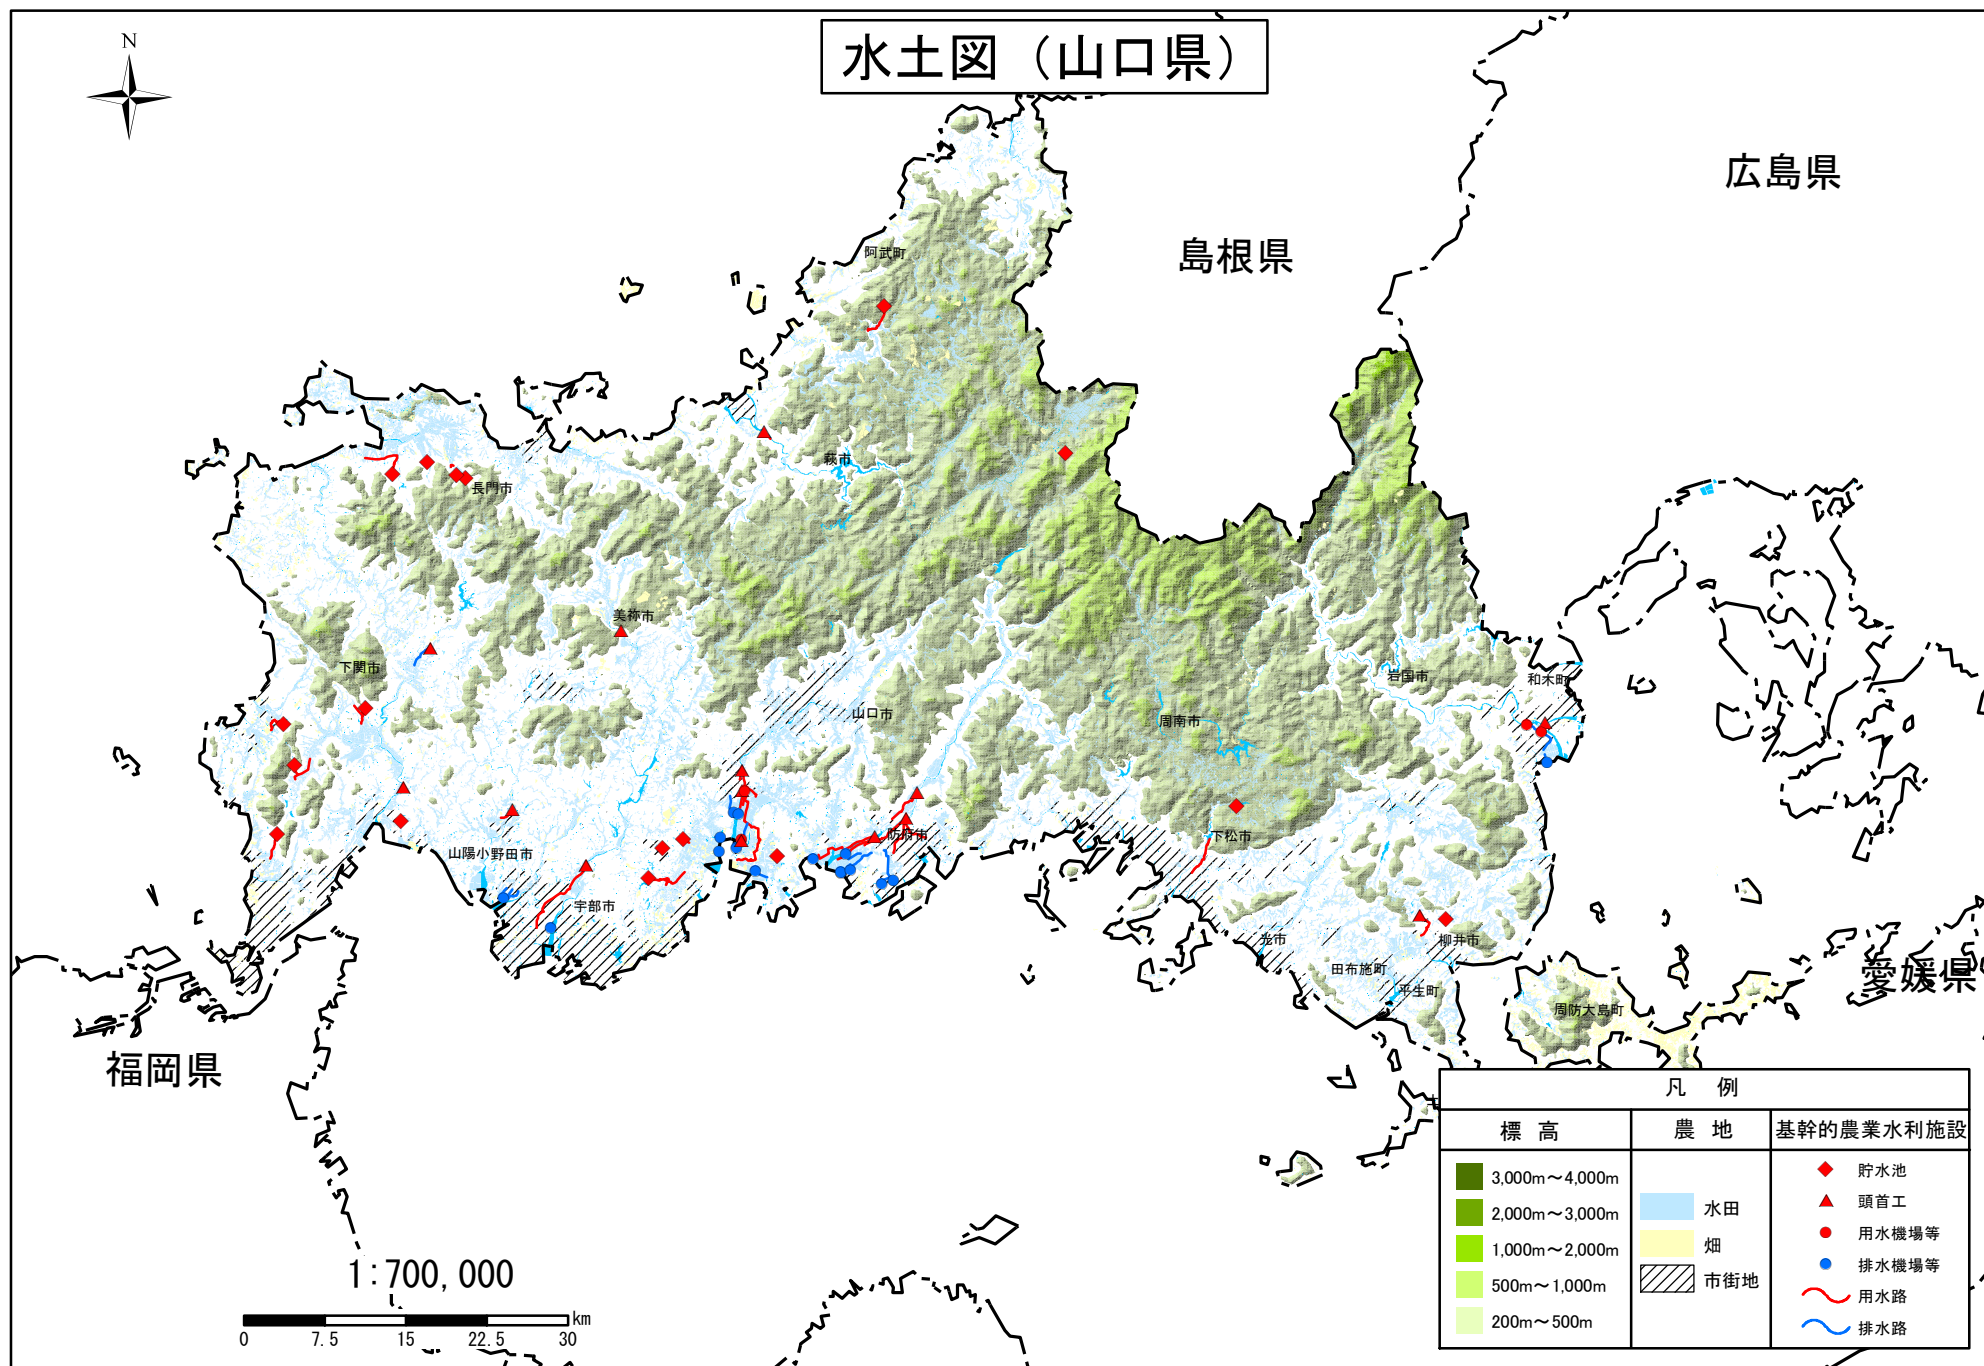 水土図（山口県）
N
広島県
島根県
阿武町
萩市
長門市
美祢市
下関市
岩国市
和木町
山口市
周南市
防府市
下松市
山陽小野田市
宇部市
光市
柳井市
田布施町
平生町
愛媛県
周防大島町
福岡県
凡 例
標 高
農 地
基幹的農業水利施設
3,000m～4,000m
2,000m～3,000m
1,000m～2,000m
500m～1,000m
200m～500m
水田
畑
市街地
貯水池
頭首工
用水機場等
排水機場等
用水路
排水路
1:700,000
km
0 7.5 15 22.5 30